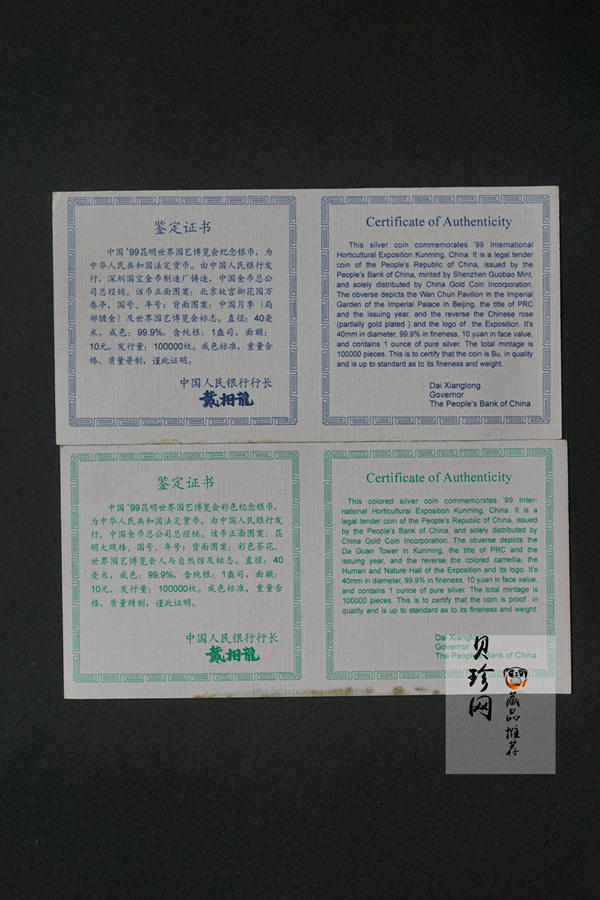 鉴定证书
中国'99昆明世界园艺博览会纪念银币，为
中华人民共和国法定货币。由中国人民银行发
行，深圳国宝金币制造厂铸造，中国金币总公
司总经销。该币正面图案：北京故宫御花园万
春亭，国号、年号；背面图案：中国月季（局
部镀金）及世界园艺博览会标志。直径：40毫
米，成色：99.9%，含纯银：1盎司，面额：
10元，发行量：100000枚。成色标准，重量合
格、质量普制，谨此证明。
中国人民银行行长
戴相龍
Certificate of Authenticity
This silver coin commemorates '99 International
Horticultural Exposition Kunming, China. It is a legal tender
coin of the People's Republic of China, issued by the
People's Bank of China, minted by Shenzhen Guobao Mint,
and solely distributed by China Gold Coin Incorporation.
The obverse depicts the Wan Chun Pavilion in the Imperial
Garden of the Imperial Palace in Beijing, the title of PRC
and the issuing year, and the reverse the Chinese rose
(partially gold plated ) and the logo of the Exposition. It's
40mm in diameter, 99.9% in fineness, 10 yuan in face value,
and contains 1 ounce of pure silver. The total mintage is
100000 pieces. This is to certify that the coin is Bu. in quality
and is up to standard as to its fineness and weight.
Dai Xianglong
Governor
The People's Bank of China
鉴定证书
中国'99昆明世界园艺博览会彩色纪念银币，
为中华人民共和国法定货币。由中国人民银行发
行，中国金币总公司总经销。该币正面图案：昆
明大观楼、国号、年号；背面图案：彩色茶花、
世界园艺博览会人与自然馆及标志。直径：40
毫米，成色：99.9%，含纯银：1盎司，面额：
10元，发行量：100000枚。成色标准，重量合
格，质量精制，谨此证明。
中国人民银行行长
戴相龍
Certificate of Authenticity
This colored silver coin commemorates '99 Inter-
national Horticultural Exposition Kunming, China. It is a
legal tender coin of the People's Republic of China, issued
by the People's Bank of China, and solely distributed by
China Gold Coin Incorporation. The obverse depicts the
Da Guan Tower in Kunming, the title of PRC and the
issuing year, and the reverse the colored camellia, the
Human and Nature Hall of the Exposition and Its logo. It's
40mm in diameter, 99.9% in fineness, 10 yuan in face value,
and contains 1 ounce of pure silver. The total mintage is
100000 pieces. This is to certify that the coin is proof in
quality and is up to standard as to its fineness and weight.
Dai Xianglong
Governor
The People's Bank of China
贝珍网
藏品推荐